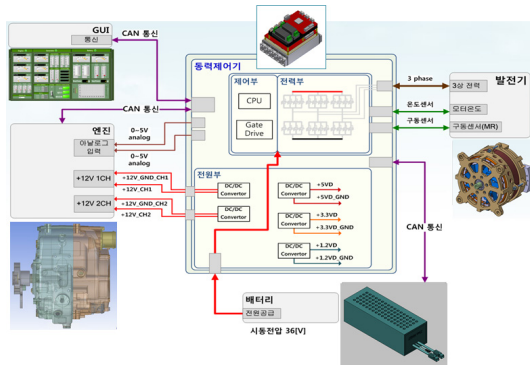 GUI
통신
CAN 통신
CAN 통신
엔진
아날로그
입력
0~5V
analog
0~5V
analog
+12V 1CH
+12V_GND_CH1
+12V_CH1
+12V 2CH
+12V_GND_CH2
+12V_CH2
동력제어기
제어부
CPU
Gate
Drive
전력부
전원부
DC/DC
Convertor
DC/DC
Convertor
DC/DC
Convertor
+5VD
+5VD_GND
DC/DC
Convertor
+3.3VD
+3.3VD_GND
DC/DC
Convertor
+1.2VD
+1.2VD_GND
3 phase
온도센서
구동센서
발전기
3상 전력
모터온도
구동센서(MR)
CAN 통신
배터리
전원공급
시동전압 36[V]